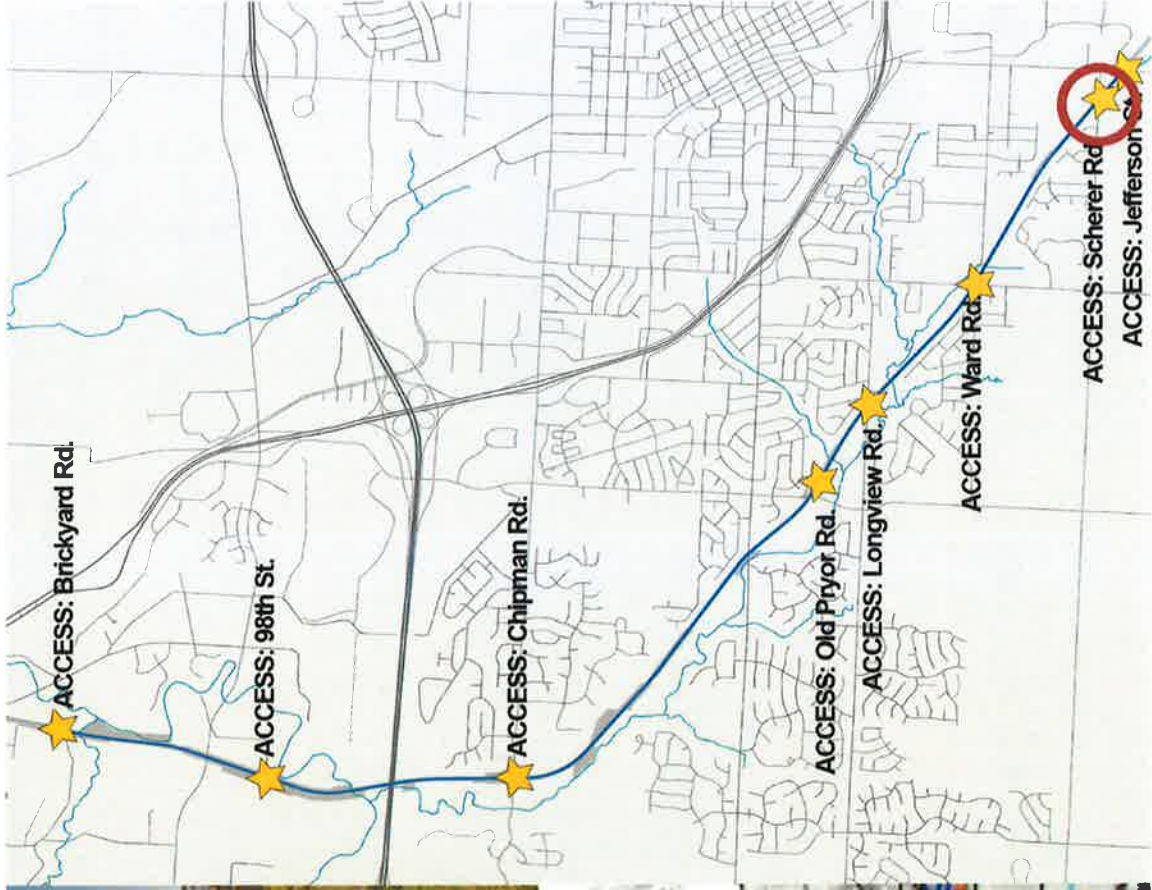 ACCESS: Brickyard Rd.
ACCESS: 98th St.
ACCESS: Chipman Rd.
ACCESS: Old Pryor Rd.
ACCESS: Longview Rd.
ACCESS: Ward Rd.
ACCESS: Scherer Rd.
ACCESS: Jefferson St.